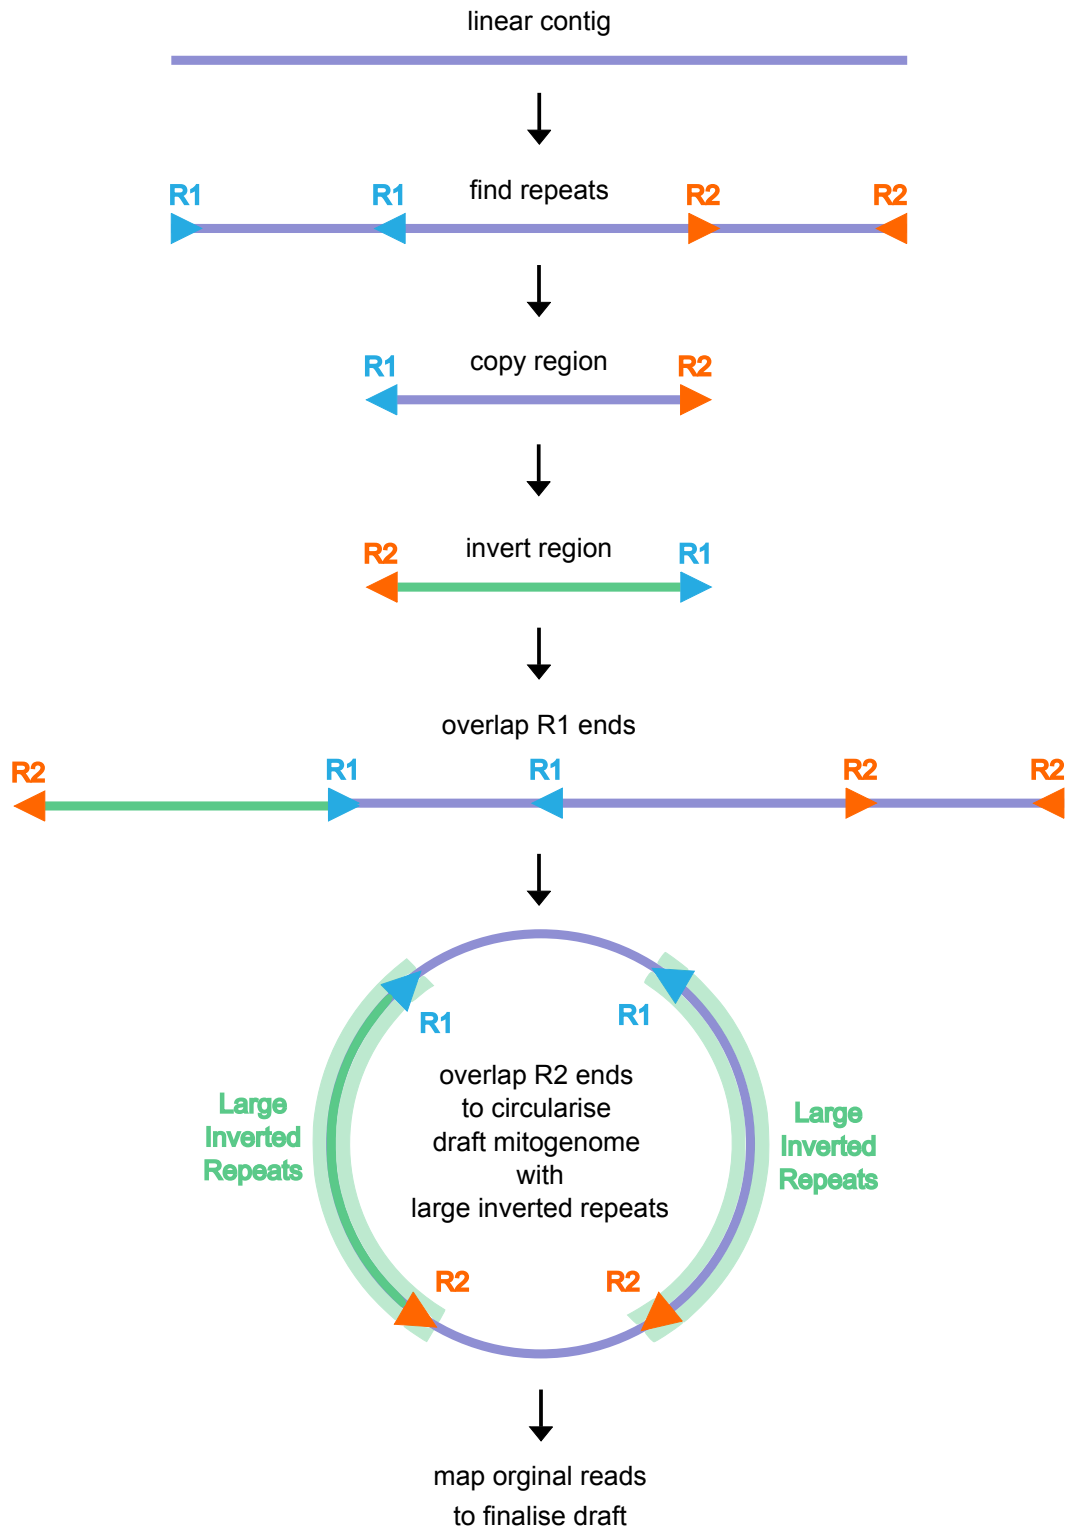 linear contig
R1 R1 find repeats R2 R2
R1 copy region R2
R2 invert region R1
overlap R1 ends
R2 R1 R1 R2 R2
R1 R1
overlap R2 ends
to circularise
draft mitogenome
with
large inverted repeats
Large
Inverted
Repeats
Large
Inverted
Repeats
R2 R2
map orginal reads
to finalise draft